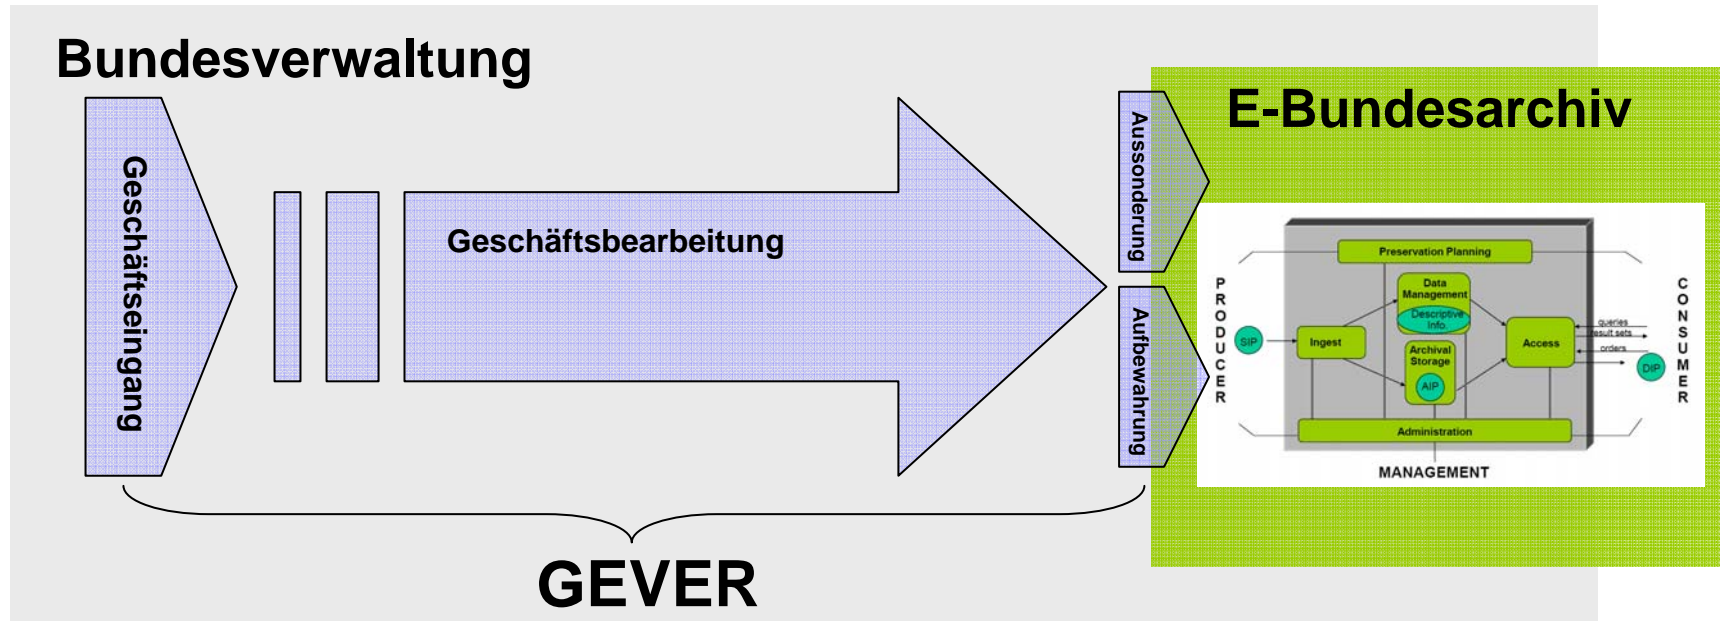 Bundesverwaltung
E-Bundesarchiv
Geschäftseingang
Geschäftsbearbeitung
Aussonderung
Aufbewahrung
GEVER
PRODUCER
SIP
Preservation Planning
Data
Management
Descriptive
Info.
Ingest
Archival
Storage
AIP
Access
queries
result sets
orders
DIP
CONSUMER
Administration
MANAGEMENT